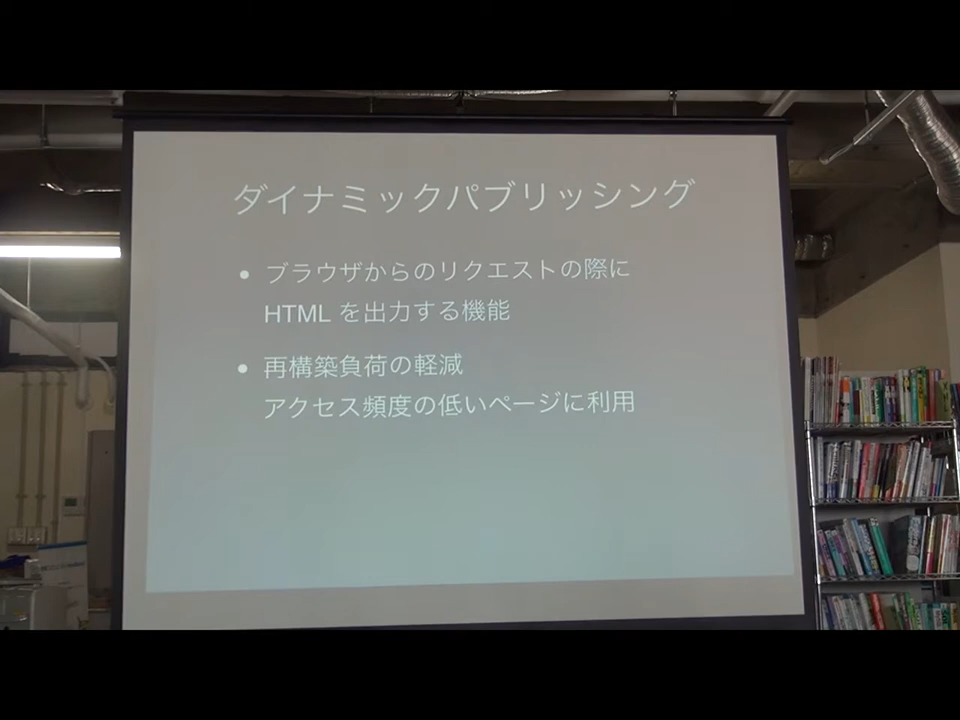 ダイナミックパブリッシング
• ブラウザからのリクエストの際に
HTML を出力する機能
• 再構築負荷の軽減
アクセス頻度の低いページに利用